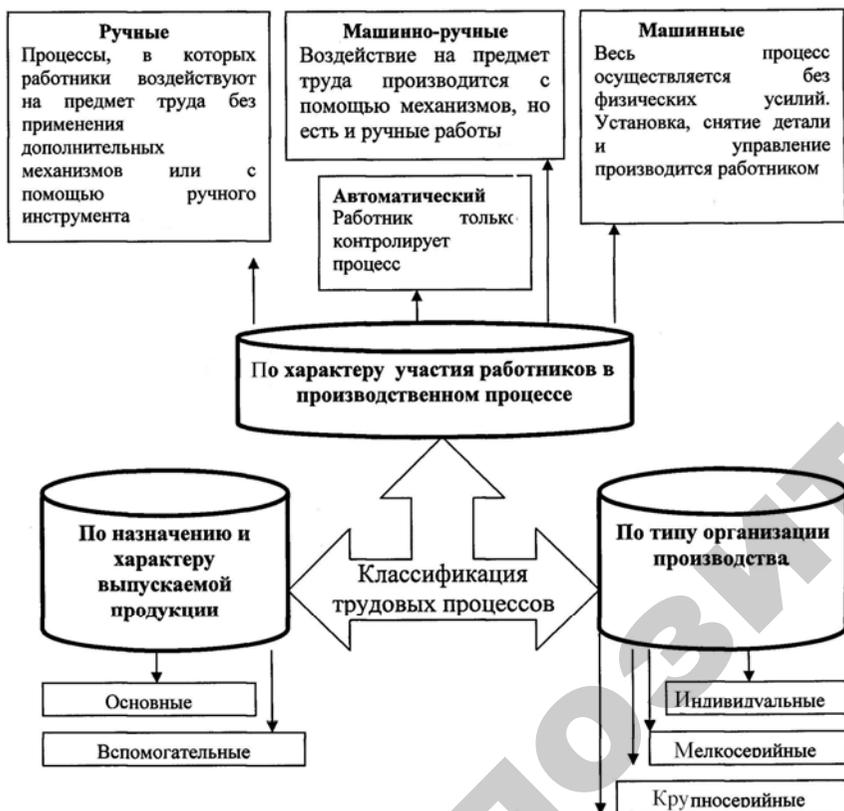 Ручные
Процессы, в которых
работники воздействуют
на предмет труда без
применения
дополнительных
механизмов или с
помощью ручного
инструмента
Машинно-ручные
Воздействие на предмет
труда производится с
помощью механизмов, но
есть и ручные работы
Машинные
Весь процесс
осуществляется без
физических усилий.
Установка, снятие детали
и управление
производится работником
Автоматический
Работник только
контролирует
процесс
По характеру участия работников в
производственном процессе
По назначению и
характеру
выпускаемой
продукции
Классификация
трудовых процессов
По типу организации
производства
Основные
Вспомогательные
Индивидуальные
Мелкосерийные
Крупносерийные